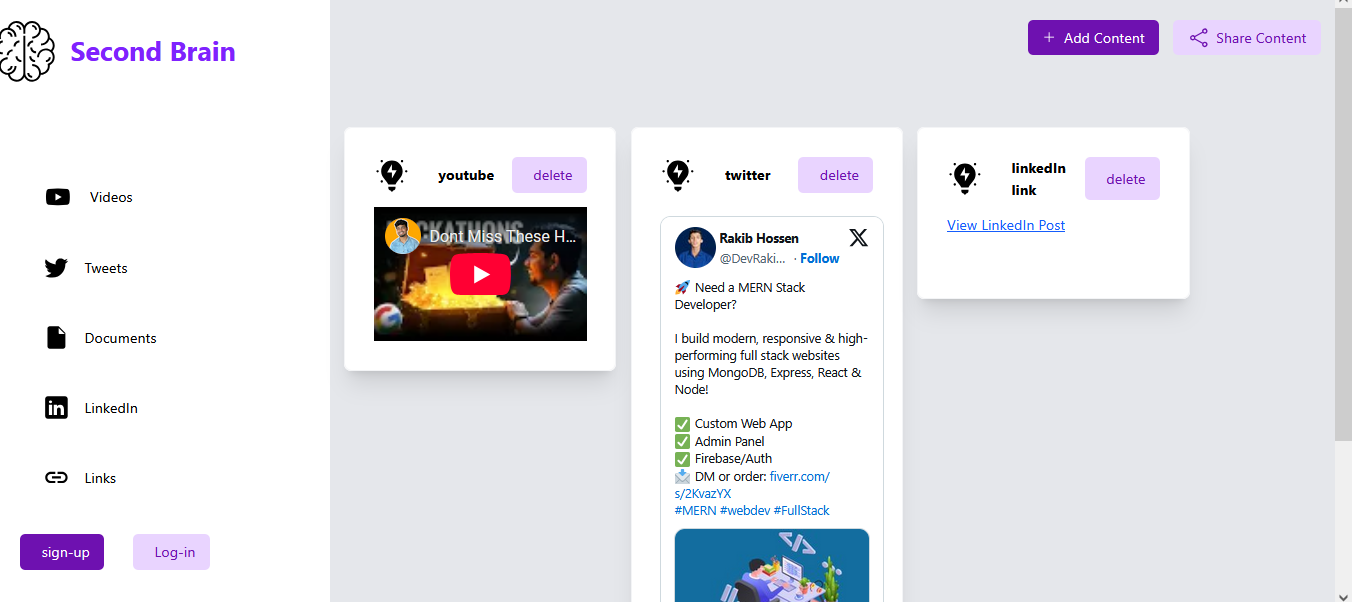 Second Brain
+ Add Content
Share Content
Videos
Tweets
Documents
LinkedIn
Links
sign-up
Log-in
youtube
delete
Dont Miss These H...
twitter
delete
Rakib Hossen
@DevRaki... · Follow
🚀 Need a MERN Stack
Developer?
I build modern, responsive & high-
performing full stack websites
using MongoDB, Express, React &
Node!
✅ Custom Web App
✅ Admin Panel
✅ Firebase/Auth
📩 DM or order: fiverr.com/
s/2KvazYX
#MERN #webdev #FullStack
linkedIn
link
delete
View LinkedIn Post